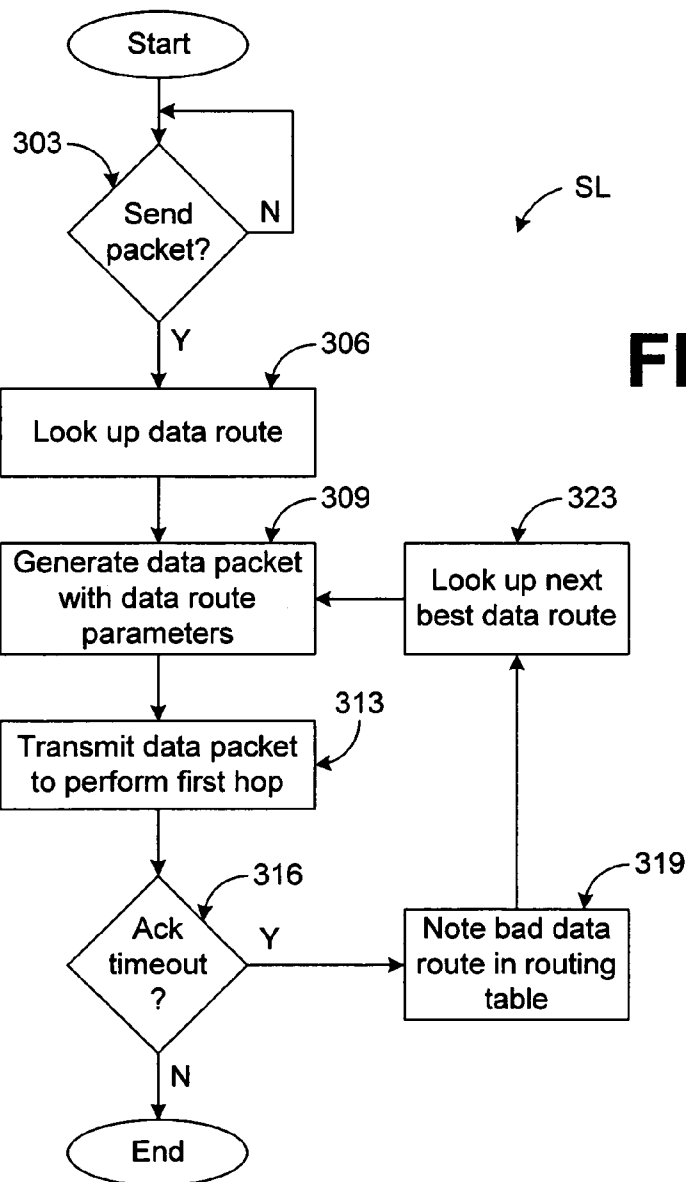 Start
303
Send
packet?
N
SL
Y
306
FI
Look up data route
309
323
Generate data packet
with data route
parameters
Look up next
best data route
313
Transmit data packet
to perform first hop
316
319
Ack
timeout
?
Y
Note bad data
route in routing
table
N
End